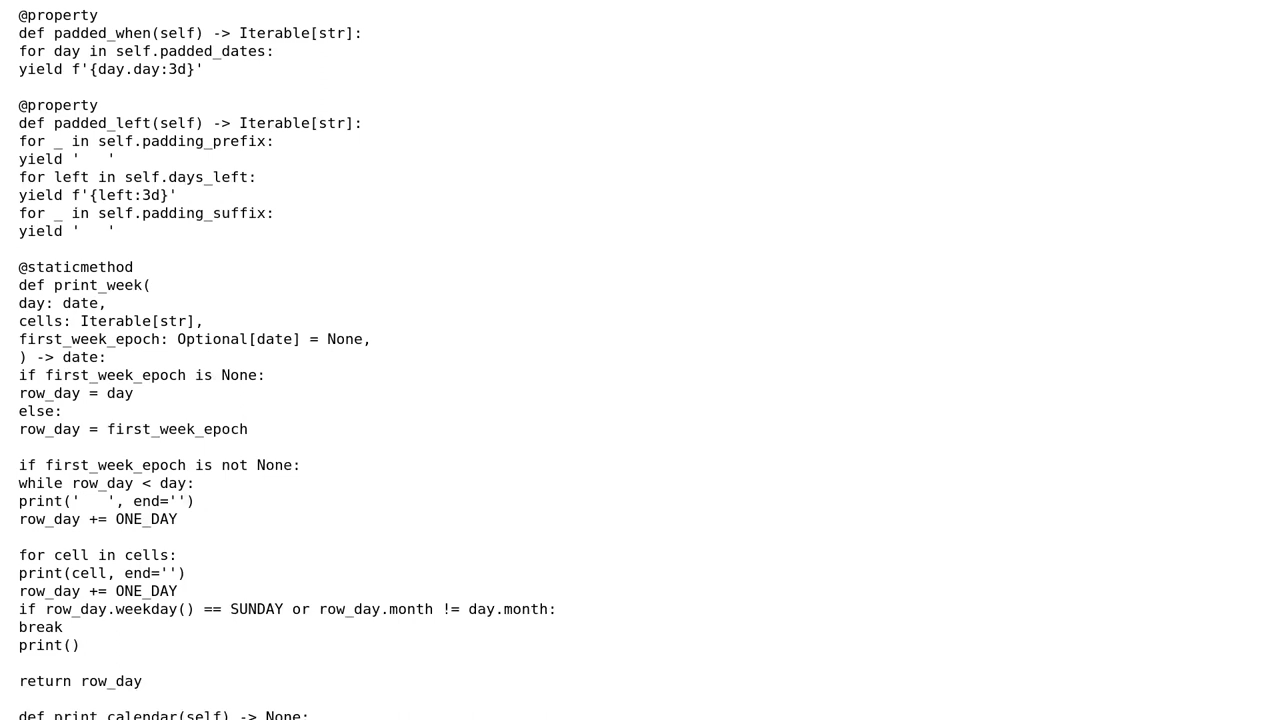 @property
def padded_when(self) -> Iterable[str]:
for day in self.padded_dates:
yield f'{day.day:3d}'

@property
def padded_left(self) -> Iterable[str]:
for _ in self.padding_prefix:
yield '   '
for left in self.days_left:
yield f'{left:3d}'
for _ in self.padding_suffix:
yield '   '

@staticmethod
def print_week(
day: date,
cells: Iterable[str],
first_week_epoch: Optional[date] = None,
) -> date:
if first_week_epoch is None:
row_day = day
else:
row_day = first_week_epoch

if first_week_epoch is not None:
while row_day < day:
print('   ', end='')
row_day += ONE_DAY

for cell in cells:
print(cell, end='')
row_day += ONE_DAY
if row_day.weekday() == SUNDAY or row_day.month != day.month:
break
print()

return row_day

def print_calendar(self) -> None: